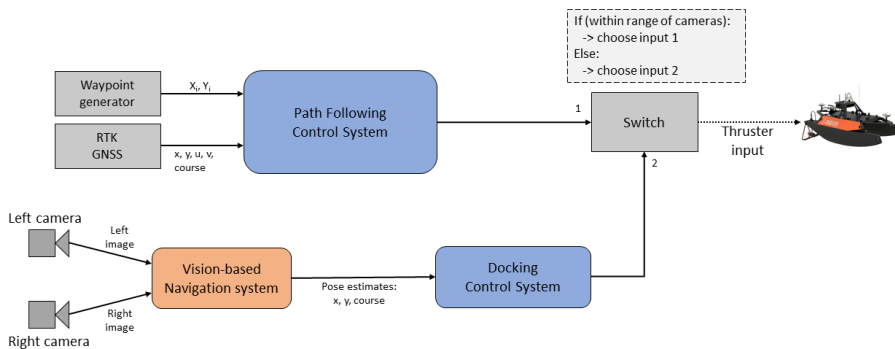 If (within range of cameras):
-> choose input 1
Else:
-> choose input 2
Waypoint
generator
Xi, Yi
RTK
GNSS
x, y, u, v,
course
Path Following
Control System
1
Switch
2
Thruster
input
Left camera
Left
image
Vision-based
Navigation system
Pose estimates:
x, y, course
Docking
Control System
Right
image
Right camera